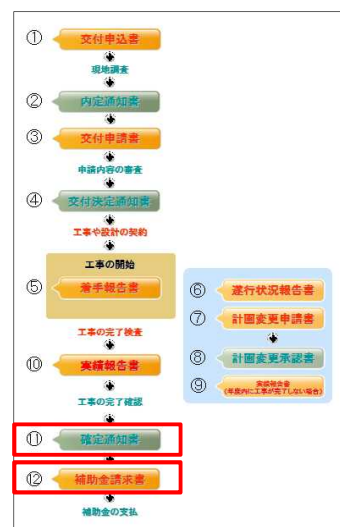 ① 交付申込書
現地調査
② 内定通知書
③ 交付申請書
申請内容の審査
④ 交付決定通知書
工事や設計の契約
工事の開始
⑤ 着手報告書
工事の完了検査
⑩ 実績報告書
工事の完了確認
⑪ 確定通知書
⑫ 補助金請求書
補助金の支払
⑥ 遂行状況報告書
⑦ 計画変更申請書
⑧ 計画変更承認書
⑨ 実績報告書
(年度内に工事が完了しない場合)